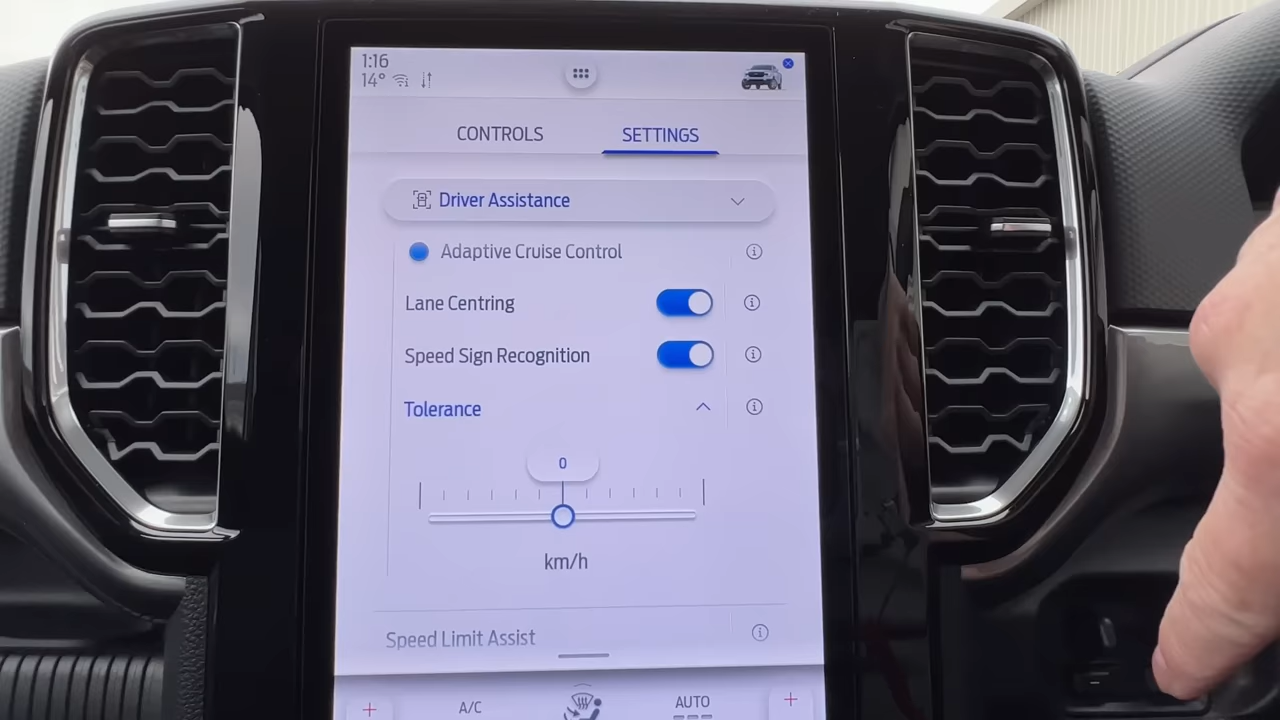 1:16
14°
CONTROLS
SETTINGS
Driver Assistance
Adaptive Cruise Control
Lane Centring
Speed Sign Recognition
Tolerance
0
km/h
Speed Limit Assist
+
A/C
AUTO
+